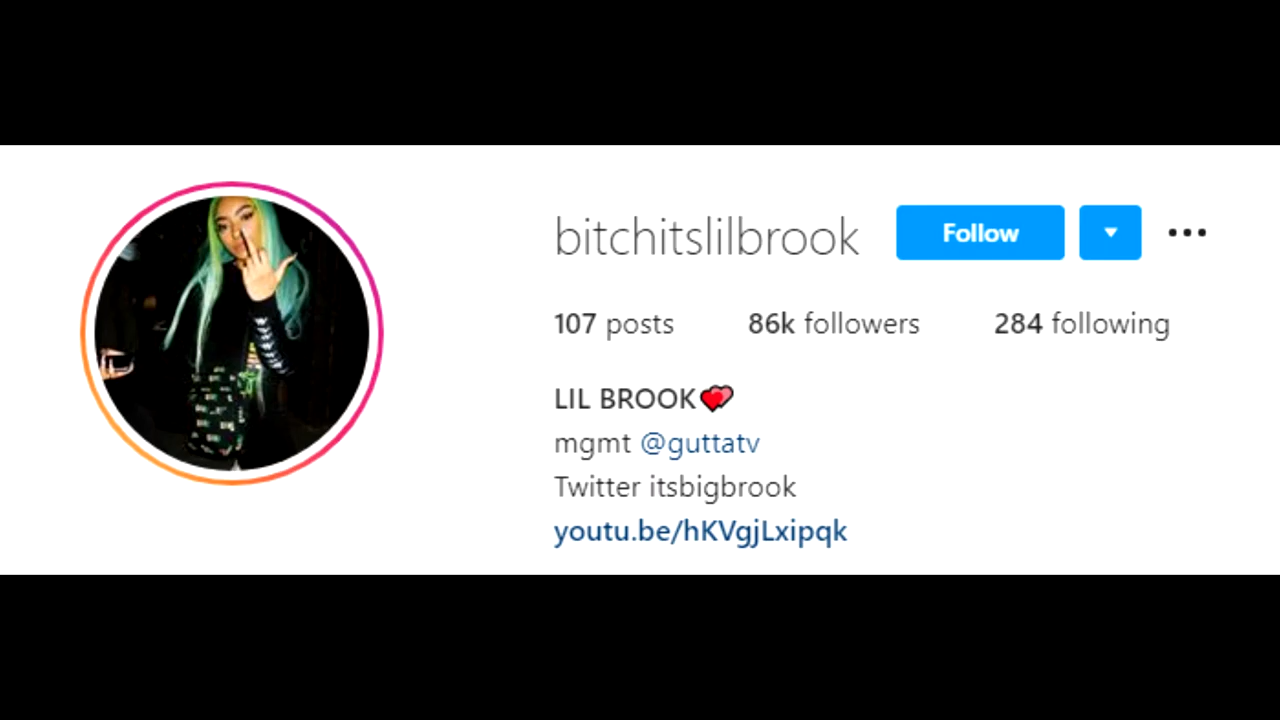 bitchitslilbrook Follow
107 posts 86k followers 284 following
LIL BROOK💕
mgmt @guttatv
Twitter itsbigbrook
youtu.be/hKVgjLxipqk